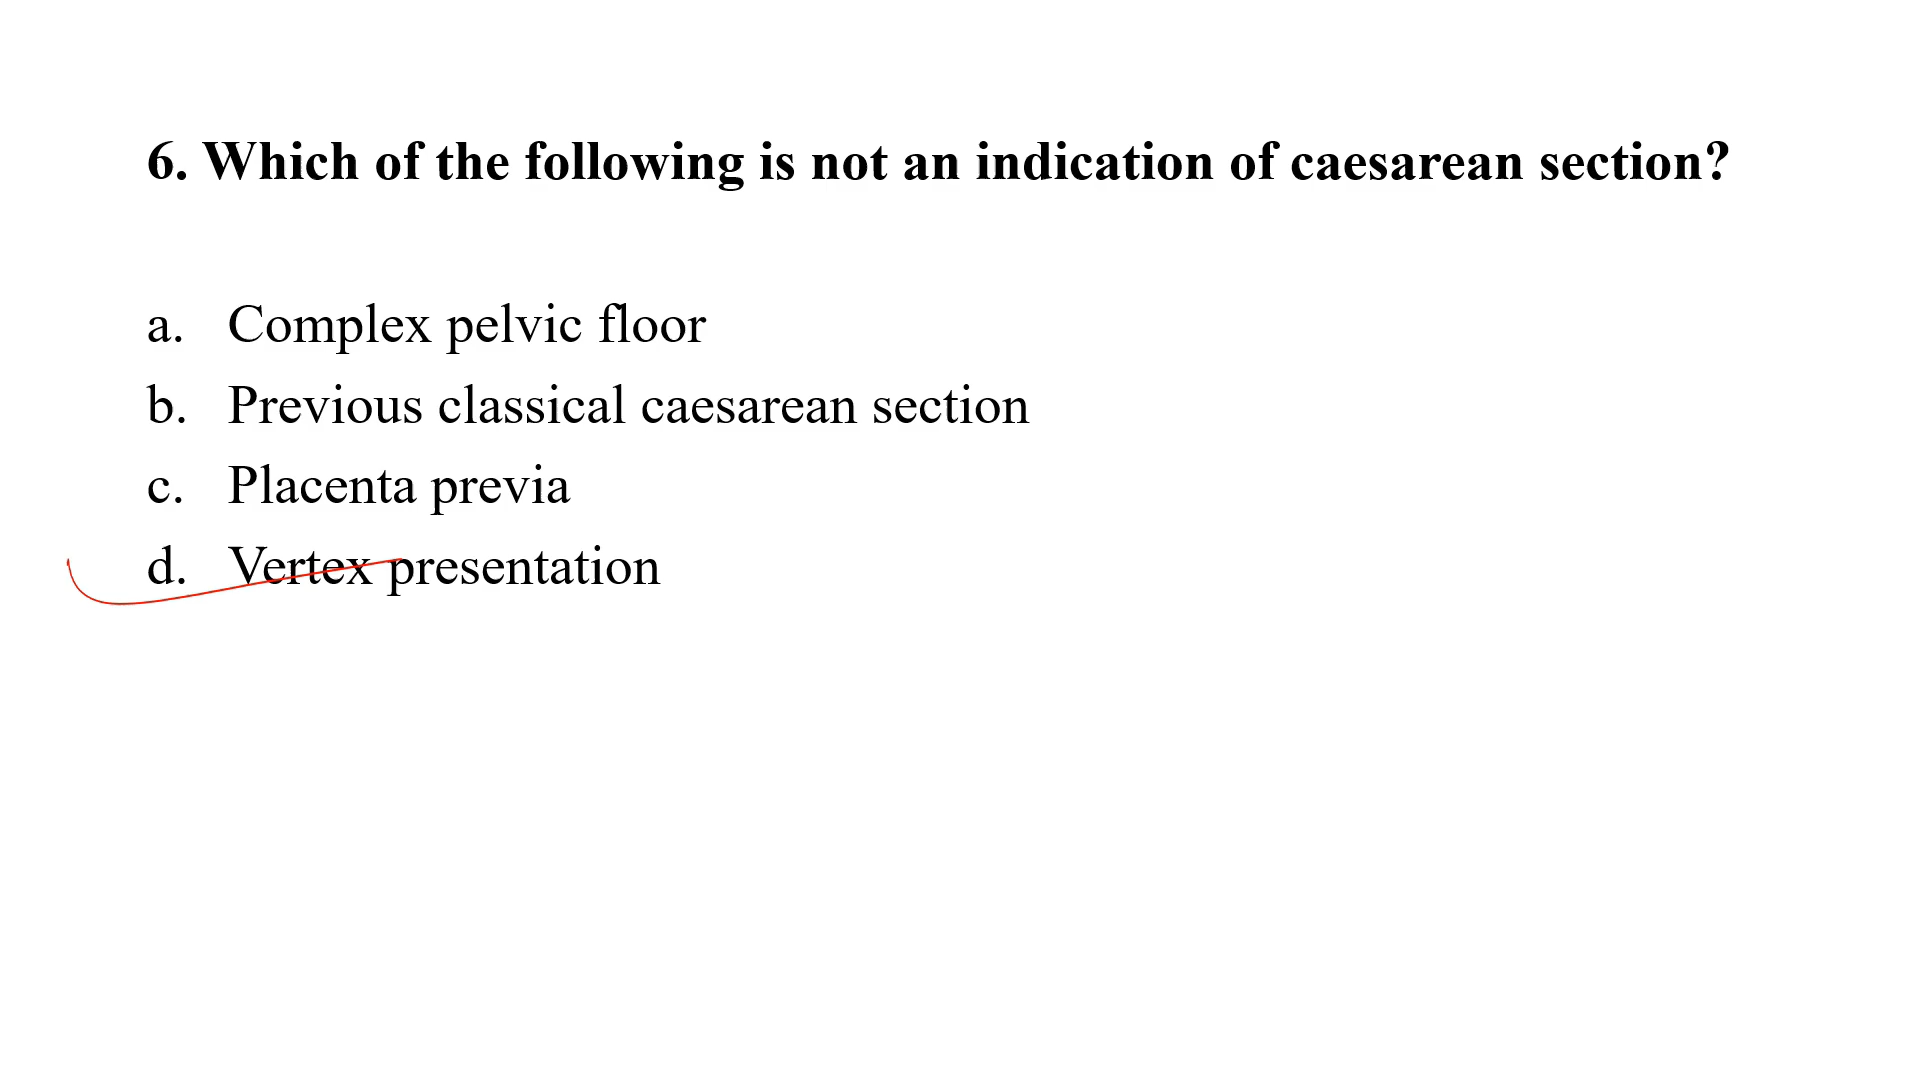 6. Which of the following is not an indication of caesarean section?
a. Complex pelvic floor
b. Previous classical caesarean section
c. Placenta previa
d. Vertex presentation